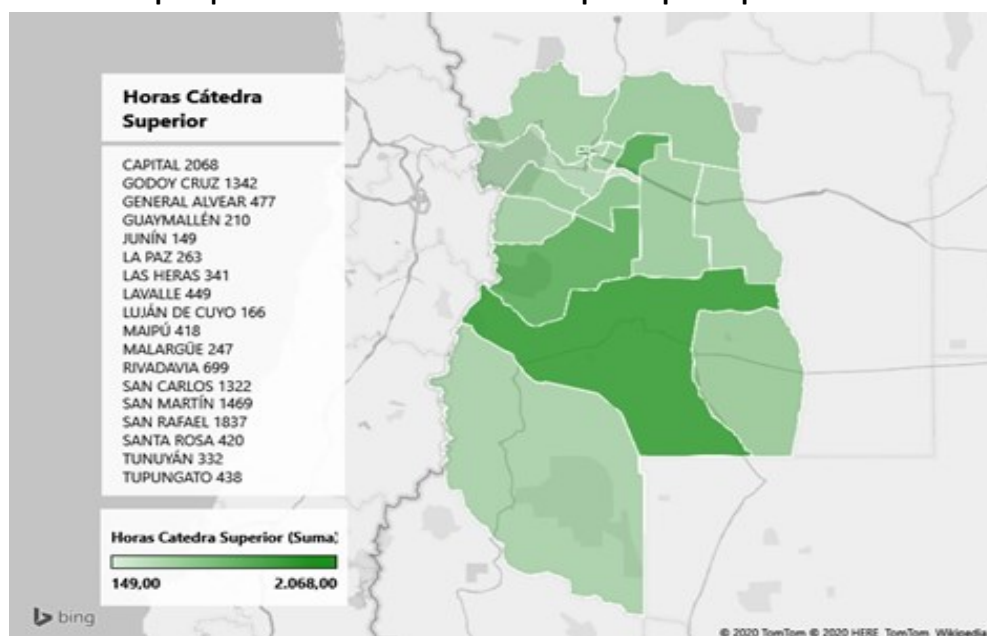 Horas Cátedra
Superior
CAPITAL 2068
GODOY CRUZ 1342
GENERAL ALVEAR 477
GUAYMALLÉN 210
JUNÍN 149
LA PAZ 263
LAS HERAS 341
LAVALLE 449
LUJÁN DE CUYO 166
MAIPÚ 418
MALARGÜE 247
RIVADAVIA 699
SAN CARLOS 1322
SAN MARTÍN 1469
SAN RAFAEL 1837
SANTA ROSA 420
TUNUYÁN 332
TUPUNGATO 438
Horas Catedra Superior (Suma)
149,00 2.068,00
bing
© 2020 TomTom © 2020 HERE, TomTom, Wikipedia